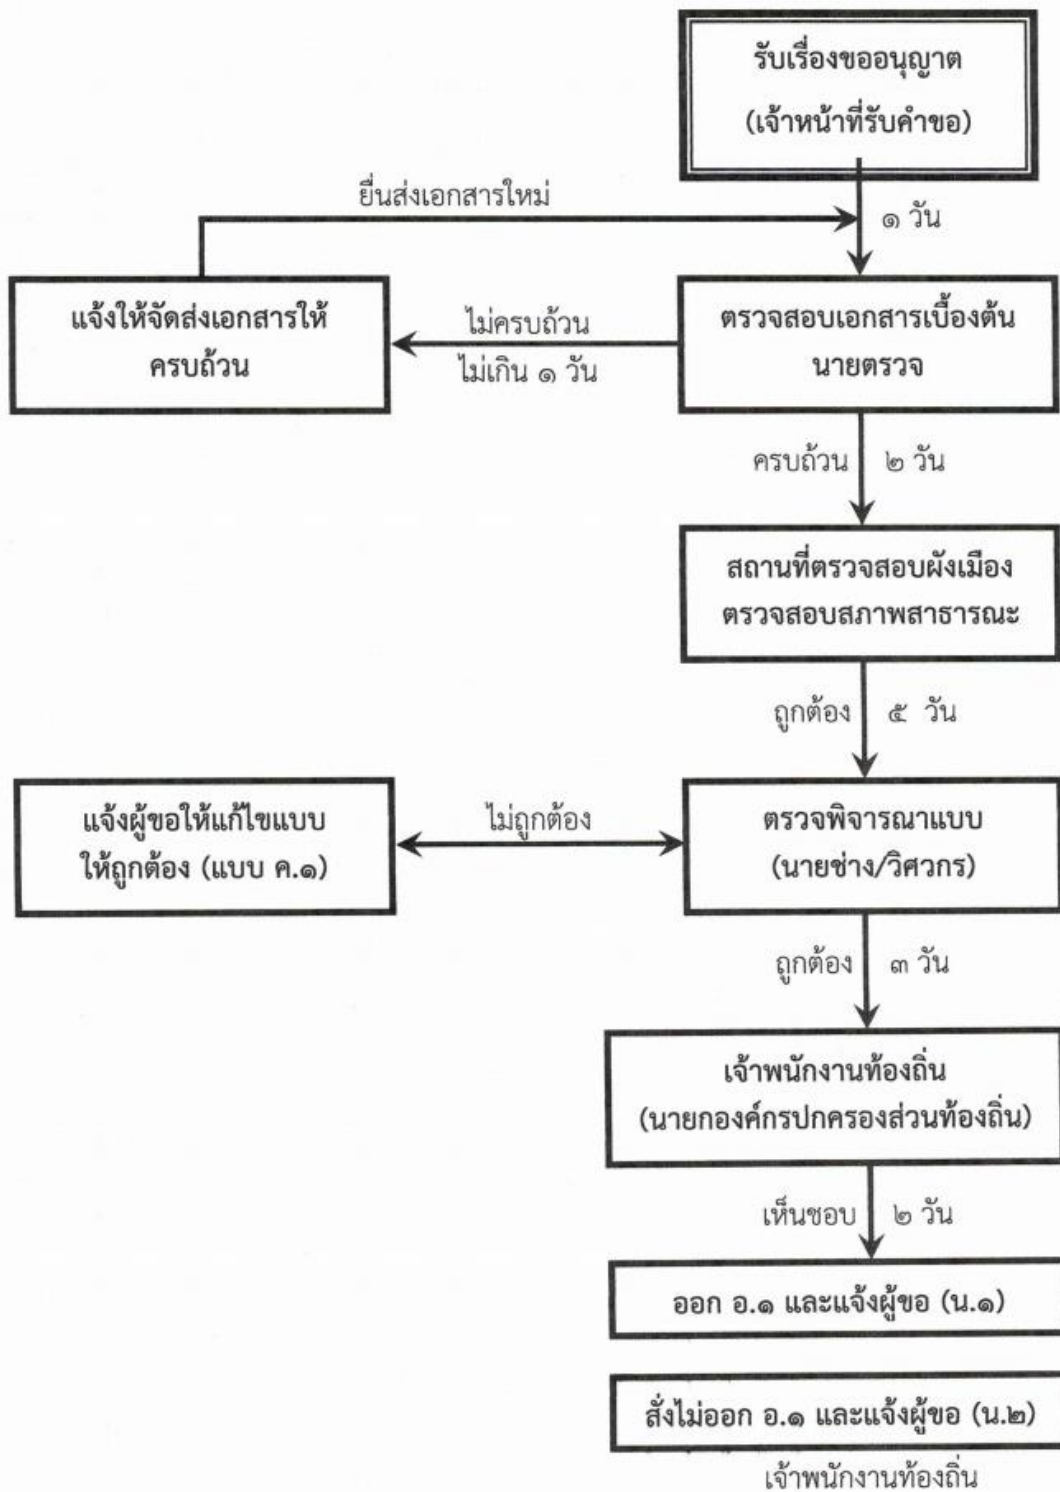 รับเรื่องขออนุญาต
(เจ้าหน้าที่รับคำขอ)
ยื่นส่งเอกสารใหม่
๑ วัน
แจ้งให้จัดส่งเอกสารให้
ครบถ้วน
ไม่ครบถ้วน
ไม่เกิน ๑ วัน
ตรวจสอบเอกสารเบื้องต้น
นายตรวจ
ครบถ้วน ๒ วัน
สถานที่ตรวจสอบผังเมือง
ตรวจสอบสภาพสาธารณะ
ถูกต้อง ๕ วัน
แจ้งผู้ขอให้แก้ไขแบบ
ให้ถูกต้อง (แบบ ค.๑)
ไม่ถูกต้อง
ตรวจพิจารณาแบบ
(นายช่าง/วิศวกร)
ถูกต้อง ๓ วัน
เจ้าพนักงานท้องถิ่น
(นายกองค์กรปกครองส่วนท้องถิ่น)
เห็นชอบ ๒ วัน
ออก อ.๑ และแจ้งผู้ขอ (น.๑)
สั่งไม่ออก อ.๑ และแจ้งผู้ขอ (น.๒)
เจ้าพนักงานท้องถิ่น